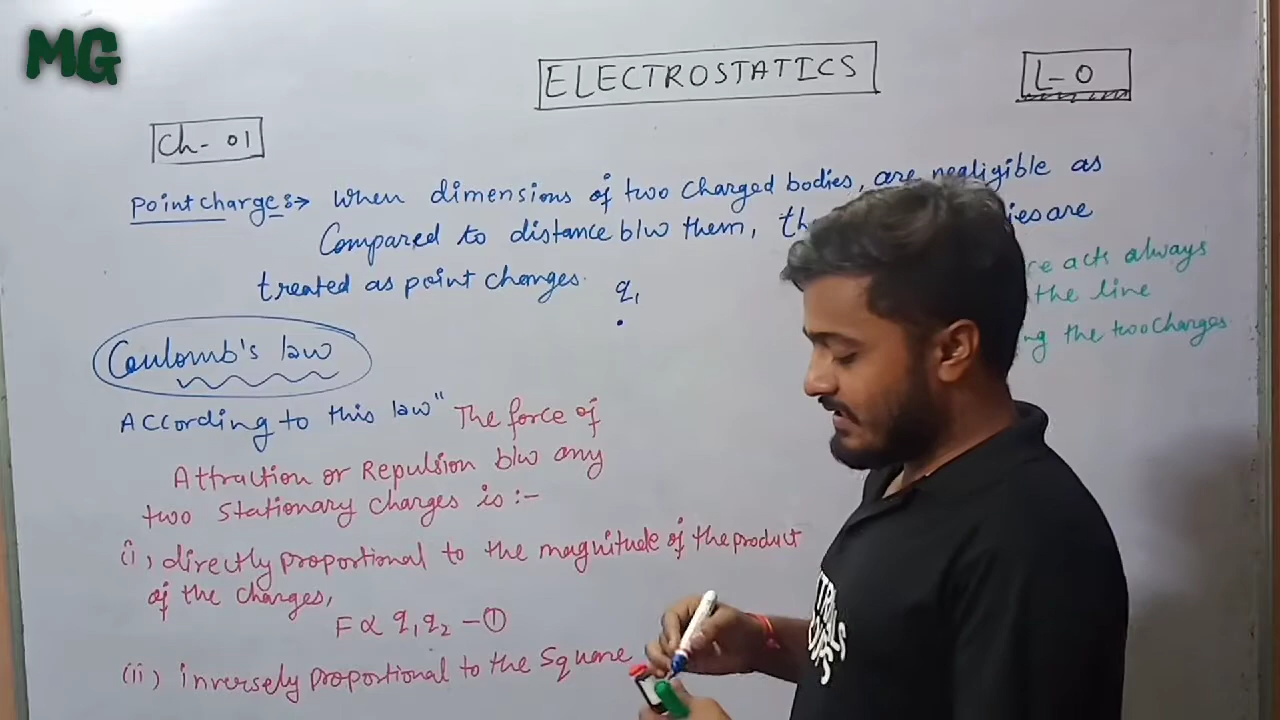 MG
ELECTROSTATICS
L-0
Ch- 01
Point charge :→ When dimensions of two charged bodies, are negligible as
Compared to distance b/w them, are
treated as point charges.
q₁
acts always
the line
the two charges
Coulomb's law
According to this law " The force of
Attraction or Repulsion b/w any
two stationary charges is :-
(i), directly proportional to the magnitude of the product
of the charges,
F ∝ q₁q₂ -①
(ii) inversely proportional to the square